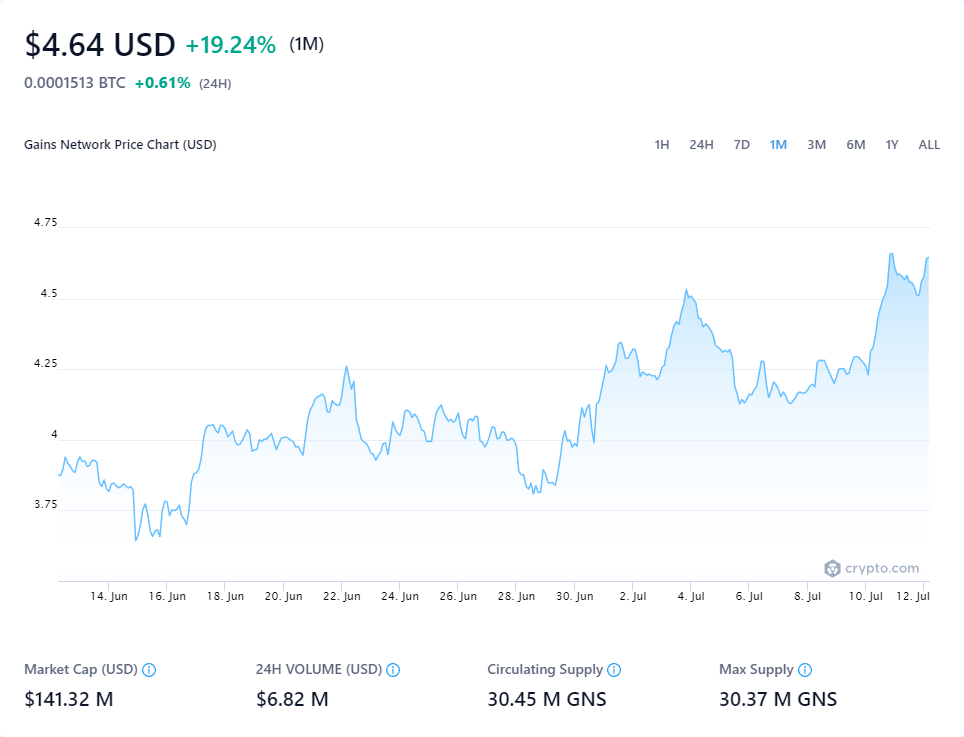 $4.64 USD +19.24% (1M)
0.0001513 BTC +0.61% (24H)
Gains Network Price Chart (USD)
1H 24H 7D 1M 3M 6M 1Y ALL
4.75
4.5
4.25
4
3.75
crypto.com
14. Jun 16. Jun 18. Jun 20. Jun 22. Jun 24. Jun 26. Jun 28. Jun 30. Jun 2. Jul 4. Jul 6. Jul 8. Jul 10. Jul 12. Jul
Market Cap (USD) 24H VOLUME (USD) Circulating Supply Max Supply
$141.32 M $6.82 M 30.45 M GNS 30.37 M GNS